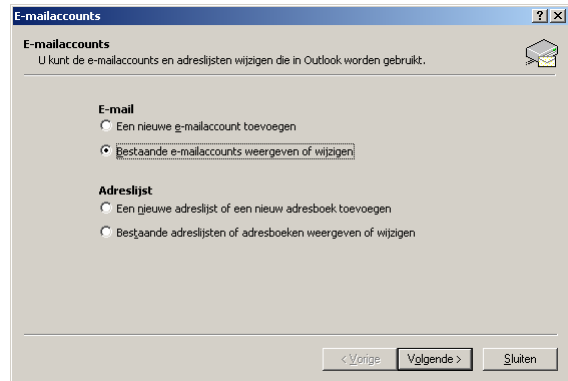 E-mailaccounts
E-mailaccounts
U kunt de e-mailaccounts en adreslijsten wijzigen die in Outlook worden gebruikt.
E-mail
Een nieuwe e-mailaccount toevoegen
Bestaande e-mailaccounts weergeven of wijzigen
Adreslijst
Een nieuwe adreslijst of een nieuw adresboek toevoegen
Bestaande adreslijsten of adresboeken weergeven of wijzigen
< Vorige Volgende > Sluiten